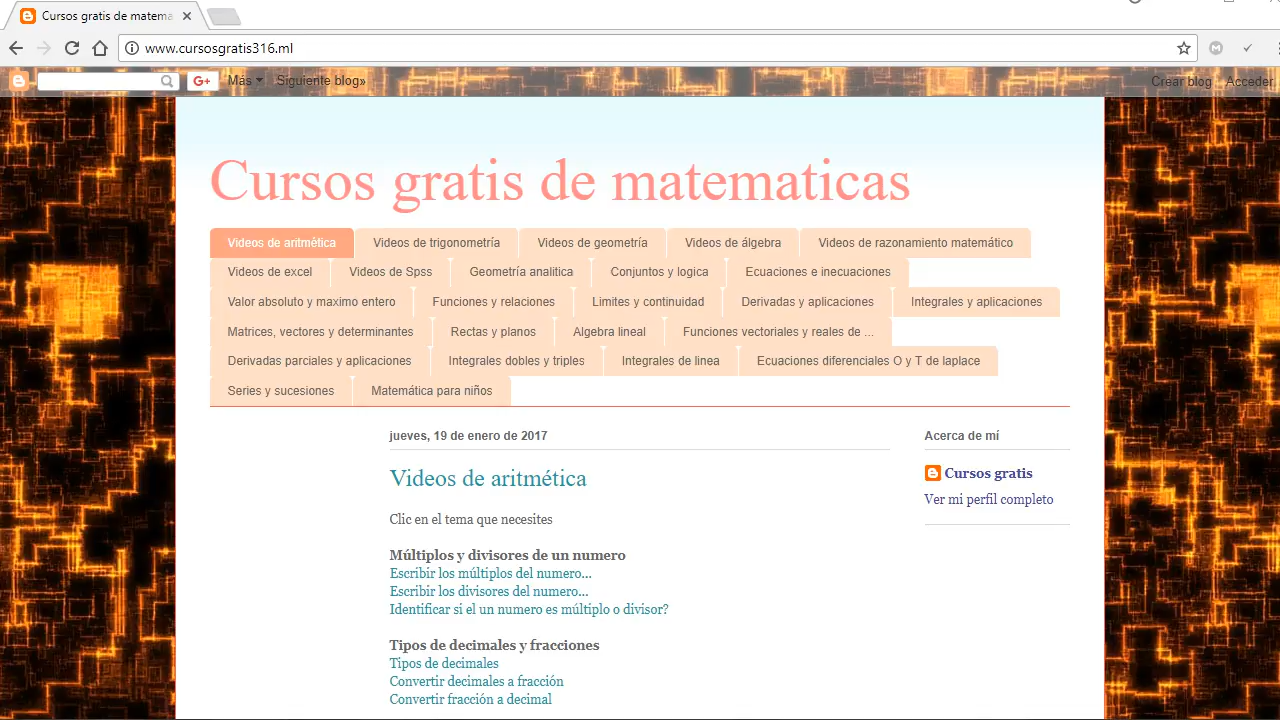 Cursos gratis de matema
www.cursosgratis316.ml
G+ Más Siguiente blog» Crear blog Acceder
Cursos gratis de matematicas
Videos de aritmética Videos de trigonometría Videos de geometría Videos de álgebra Videos de razonamiento matemático
Videos de excel Videos de Spss Geometría analitica Conjuntos y logica Ecuaciones e inecuaciones
Valor absoluto y maximo entero Funciones y relaciones Limites y continuidad Derivadas y aplicaciones Integrales y aplicaciones
Matrices, vectores y determinantes Rectas y planos Algebra lineal Funciones vectoriales y reales de ...
Derivadas parciales y aplicaciones Integrales dobles y triples Integrales de linea Ecuaciones diferenciales O y T de laplace
Series y sucesiones Matemática para niños
jueves, 19 de enero de 2017
Videos de aritmética
Clic en el tema que necesites
Múltiplos y divisores de un numero
Escribir los múltiplos del numero...
Escribir los divisores del numero...
Identificar si el un numero es múltiplo o divisor?
Tipos de decimales y fracciones
Tipos de decimales
Convertir decimales a fracción
Convertir fracción a decimal
Acerca de mí
Cursos gratis
Ver mi perfil completo